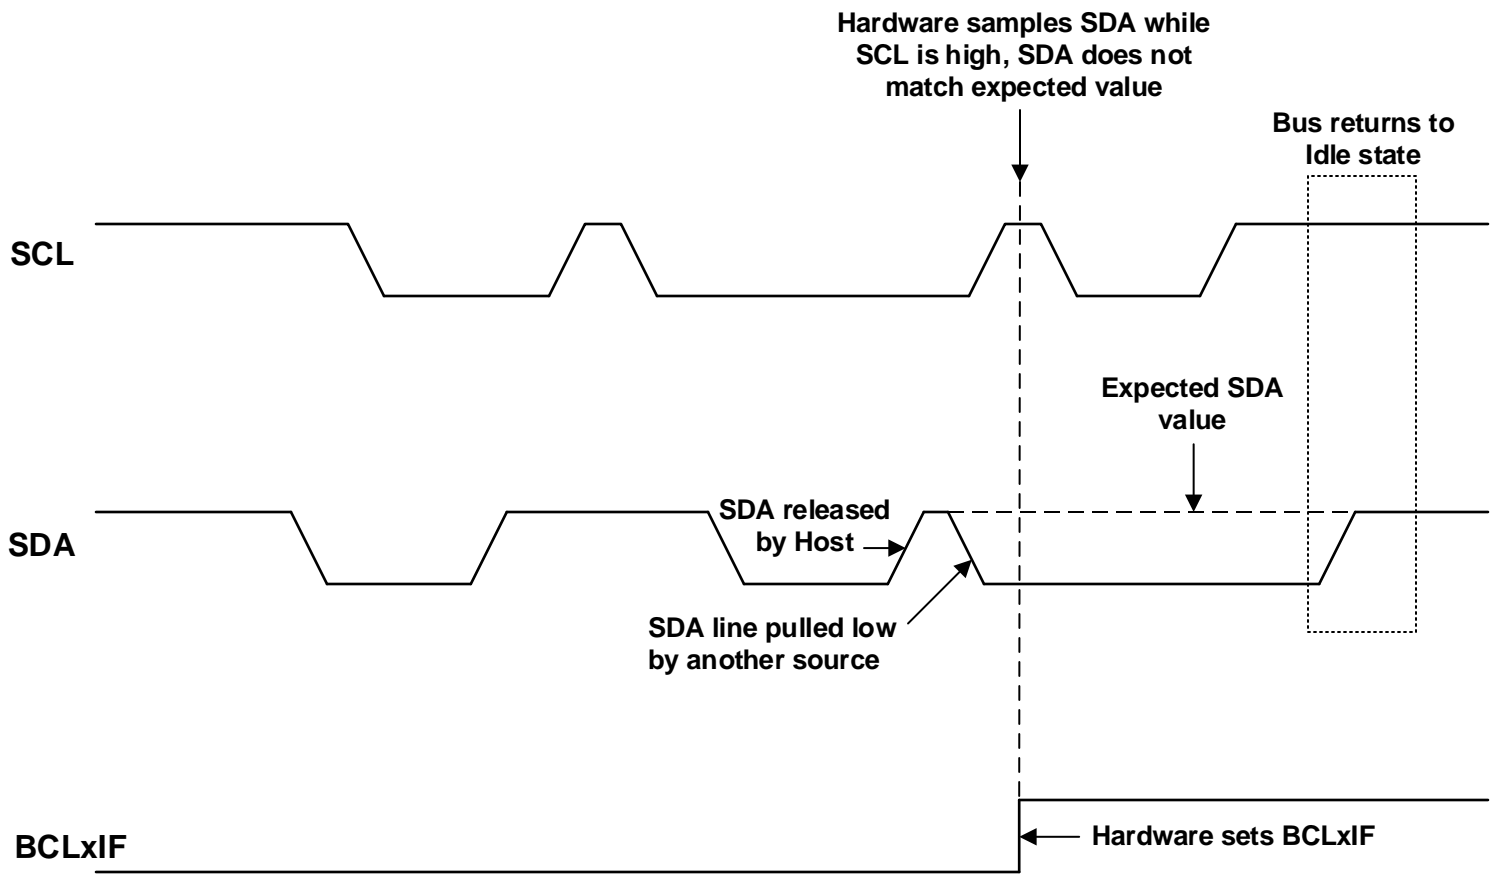 Hardware samples SDA while
SCL is high, SDA does not
match expected value
Bus returns to
Idle state
SCL
Expected SDA
value
SDA released
by Host
SDA
SDA line pulled low
by another source
Hardware sets BCLxIF
BCLxIF